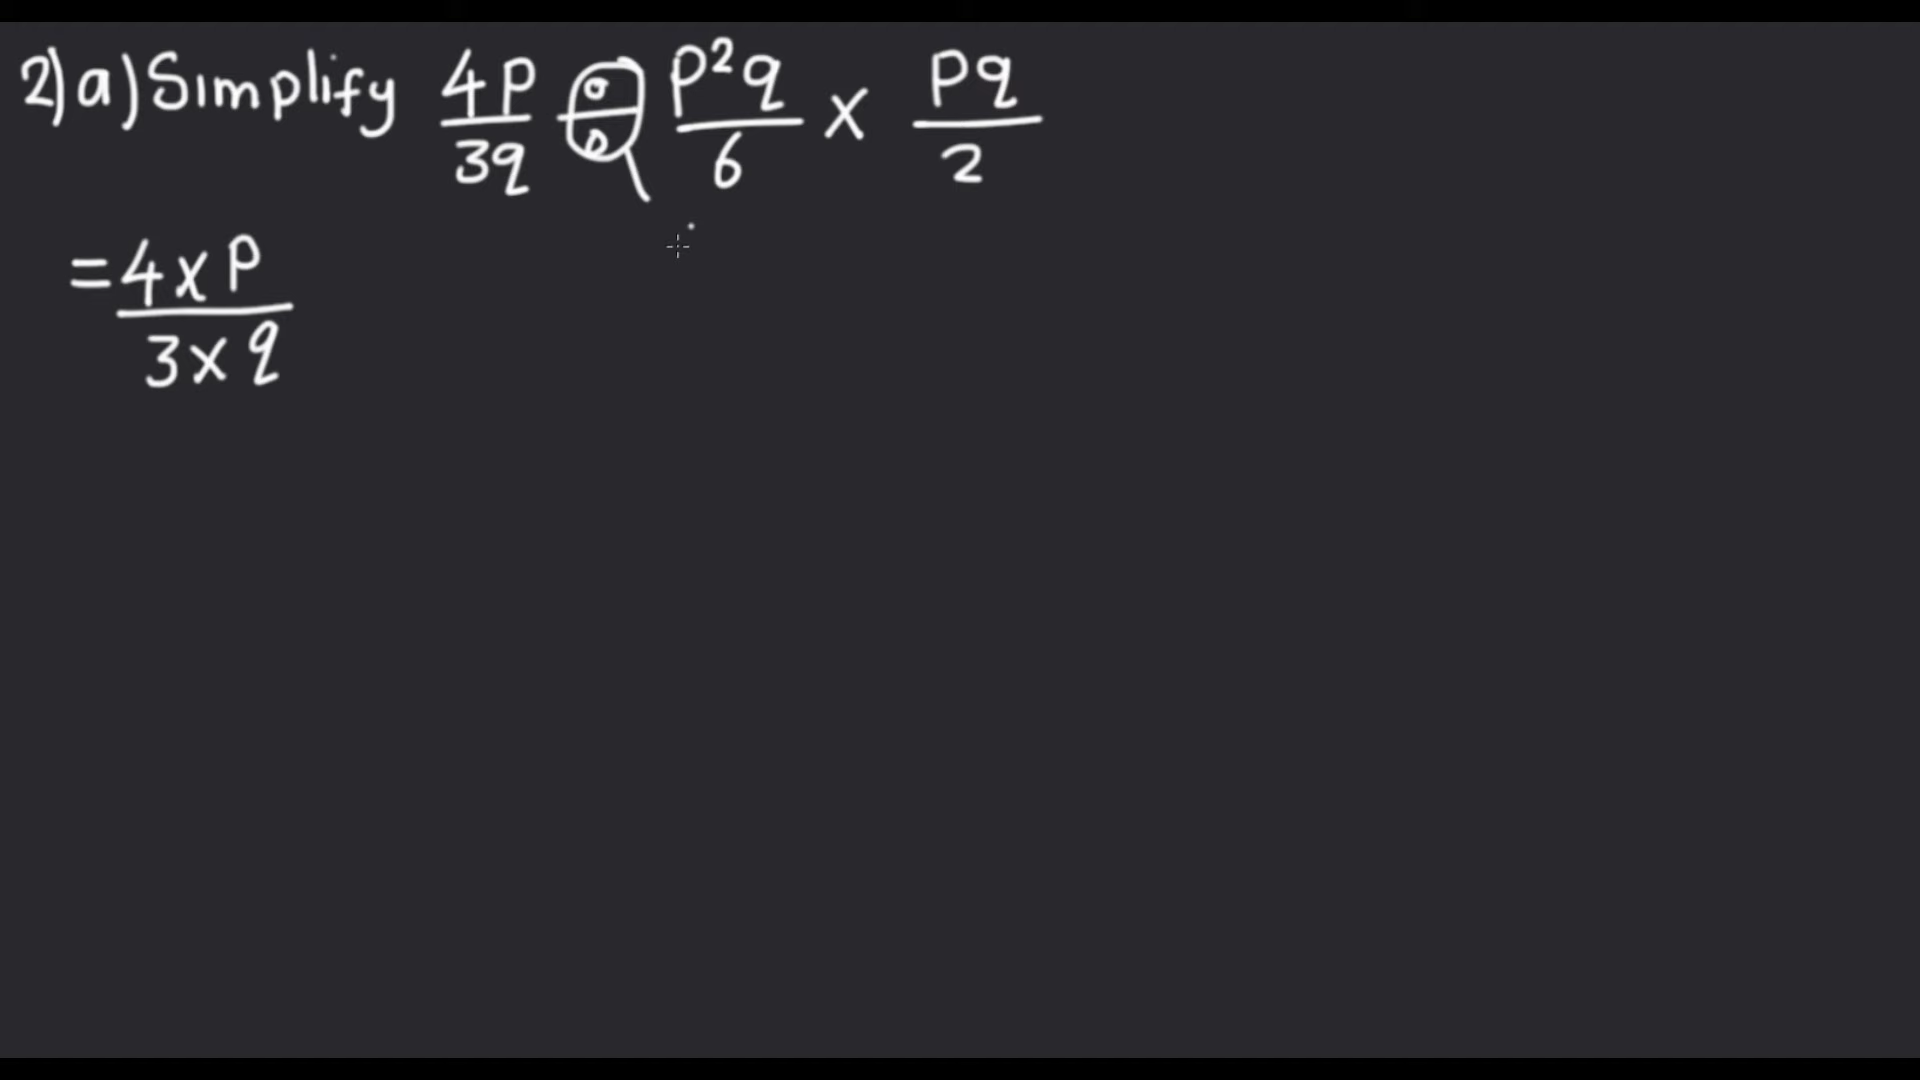 2)a) Simplify 4p/3q ÷ p²q/6 × pq/2
= 4 × p / 3 × q